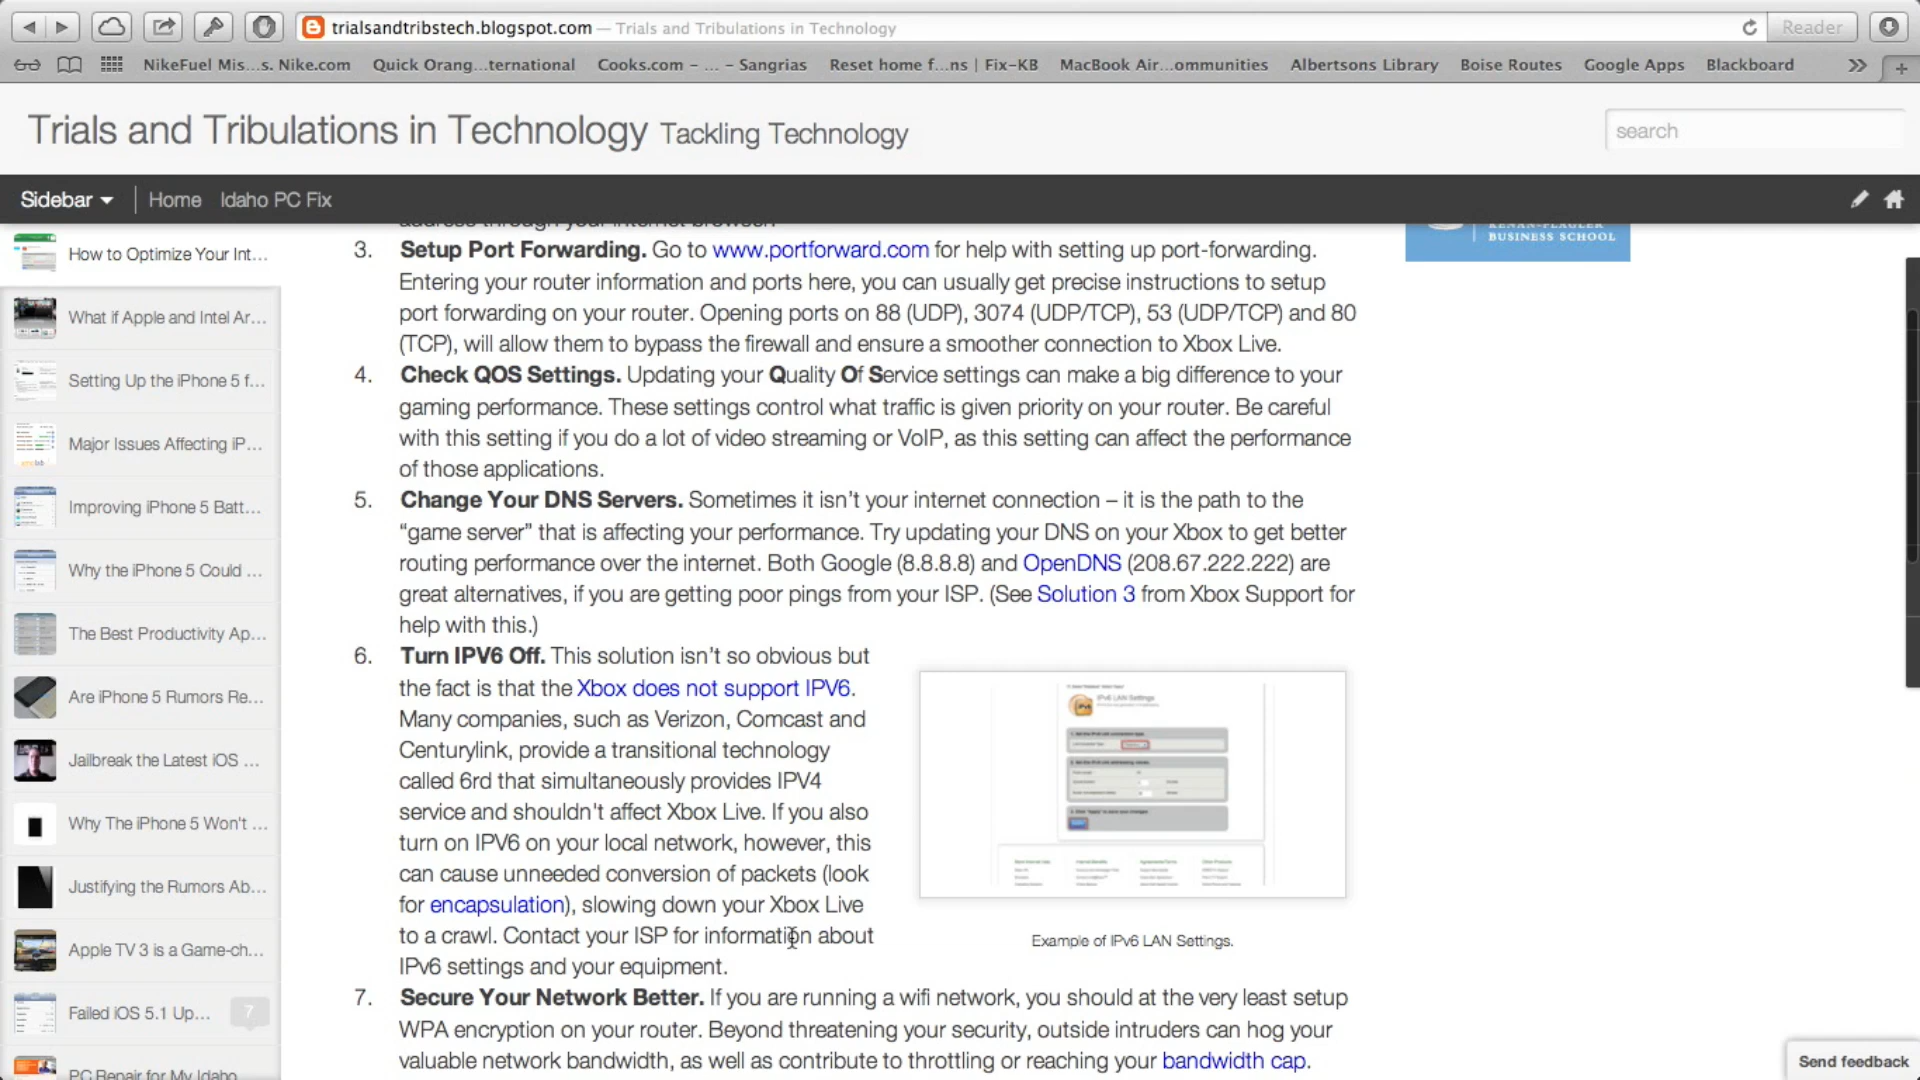 trialsandtribstech.blogspot.com — Trials and Tribulations in Technology
Reader
NikeFuel Mis...s. Nike.com Quick Orang...ternational Cooks.com – ... – Sangrias Reset home f...ns | Fix-KB MacBook Air...ommunities Albertsons Library Boise Routes Google Apps Blackboard
Trials and Tribulations in Technology Tackling Technology
search
Sidebar Home Idaho PC Fix
How to Optimize Your Int...
What if Apple and Intel Ar...
Setting Up the iPhone 5 f...
Major Issues Affecting iP...
Improving iPhone 5 Batt...
Why the iPhone 5 Could ...
The Best Productivity Ap...
Are iPhone 5 Rumors Re...
Jailbreak the Latest iOS ...
Why The iPhone 5 Won't ...
Justifying the Rumors Ab...
Apple TV 3 is a Game-ch...
Failed iOS 5.1 Up... 7
PC Repair for My Idaho
address through your internet browser.
3. Setup Port Forwarding. Go to www.portforward.com for help with setting up port-forwarding.
Entering your router information and ports here, you can usually get precise instructions to setup
port forwarding on your router. Opening ports on 88 (UDP), 3074 (UDP/TCP), 53 (UDP/TCP) and 80
(TCP), will allow them to bypass the firewall and ensure a smoother connection to Xbox Live.
4. Check QOS Settings. Updating your Quality Of Service settings can make a big difference to your
gaming performance. These settings control what traffic is given priority on your router. Be careful
with this setting if you do a lot of video streaming or VoIP, as this setting can affect the performance
of those applications.
5. Change Your DNS Servers. Sometimes it isn't your internet connection – it is the path to the
“game server” that is affecting your performance. Try updating your DNS on your Xbox to get better
routing performance over the internet. Both Google (8.8.8.8) and OpenDNS (208.67.222.222) are
great alternatives, if you are getting poor pings from your ISP. (See Solution 3 from Xbox Support for
help with this.)
6. Turn IPV6 Off. This solution isn't so obvious but
the fact is that the Xbox does not support IPV6.
Many companies, such as Verizon, Comcast and
Centurylink, provide a transitional technology
called 6rd that simultaneously provides IPV4
service and shouldn't affect Xbox Live. If you also
turn on IPV6 on your local network, however, this
can cause unneeded conversion of packets (look
for encapsulation), slowing down your Xbox Live
to a crawl. Contact your ISP for information about
IPv6 settings and your equipment.
IPv6 LAN Settings
Example of IPv6 LAN Settings.
7. Secure Your Network Better. If you are running a wifi network, you should at the very least setup
WPA encryption on your router. Beyond threatening your security, outside intruders can hog your
valuable network bandwidth, as well as contribute to throttling or reaching your bandwidth cap.
KENAN-FLAGLER
BUSINESS SCHOOL
Send feedback